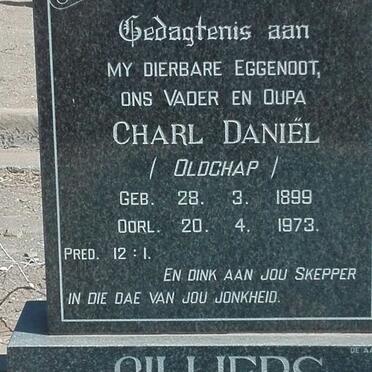 Gedagtenis aan
MY DIERBARE EGGENOOT,
ONS VADER EN OUPA
CHARL DANIËL
/ OLDCHAP /
GEB. 28. 3. 1899
OORL. 20. 4. 1973.
PRED. 12:1.
EN DINK AAN JOU SKEPPER
IN DIE DAE VAN JOU JONKHEID.
CILLIERS